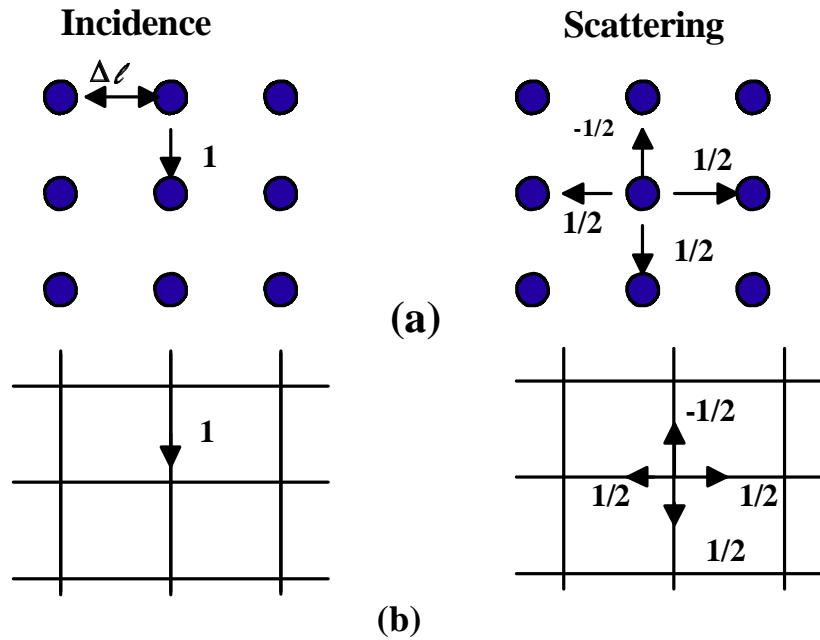 Incidence
Scattering
Δℓ
1
-1/2
1/2
1/2
1/2
(a)
1
-1/2
1/2
1/2
1/2
(b)